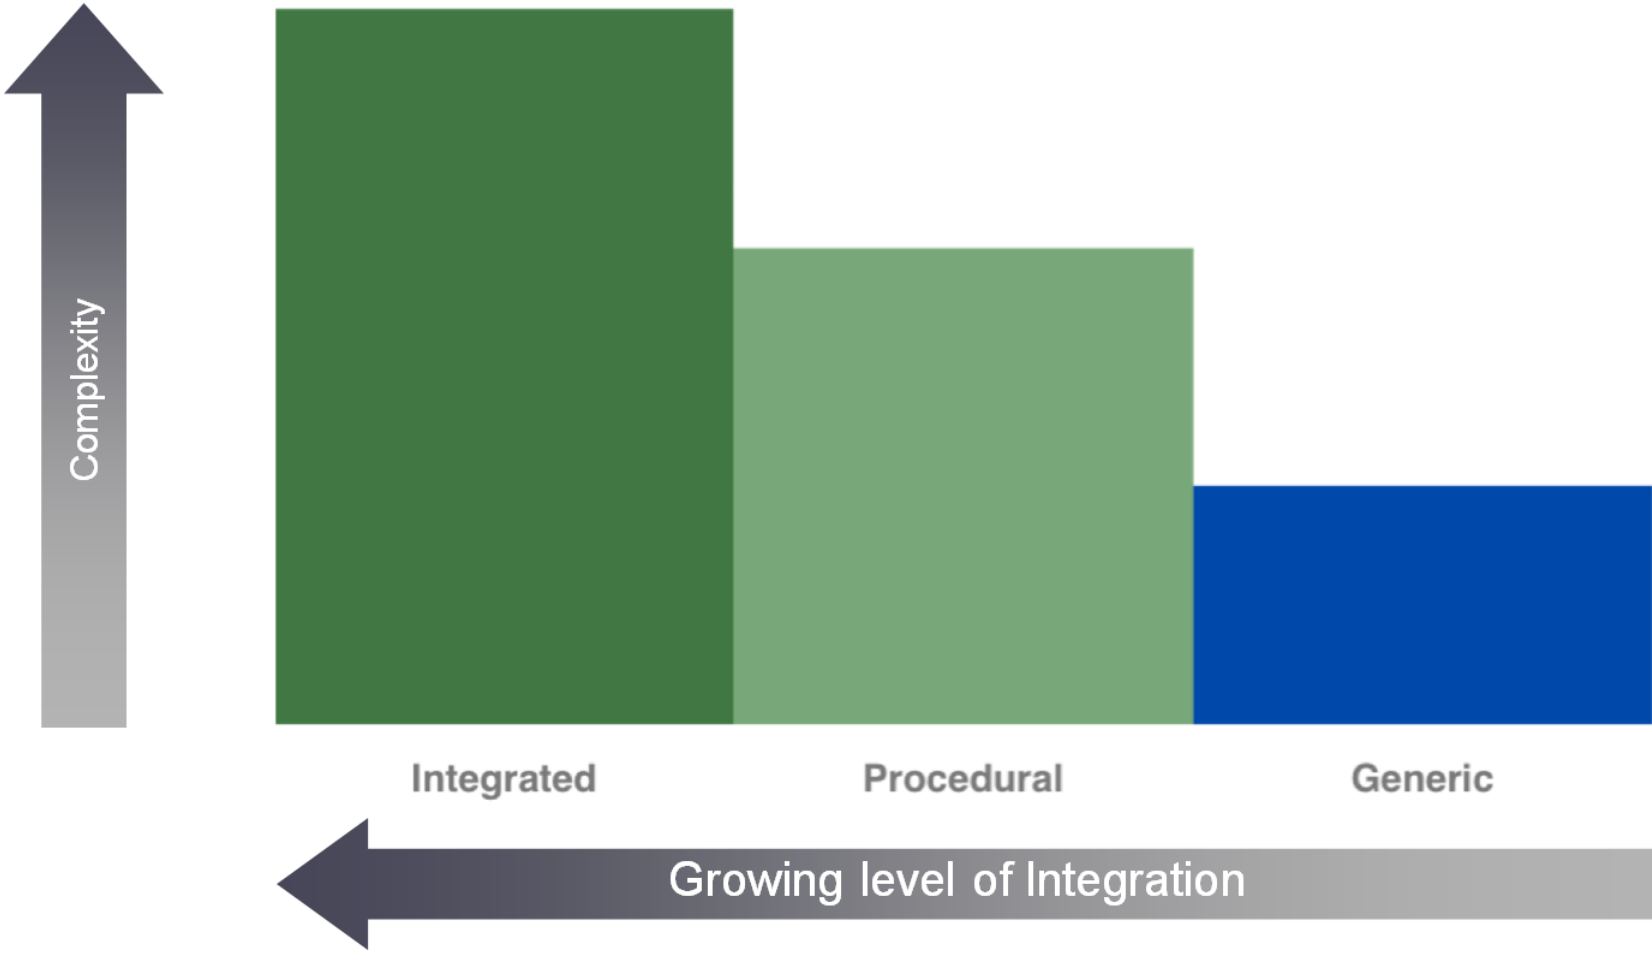 Complexity
Integrated
Procedural
Generic
Growing level of Integration